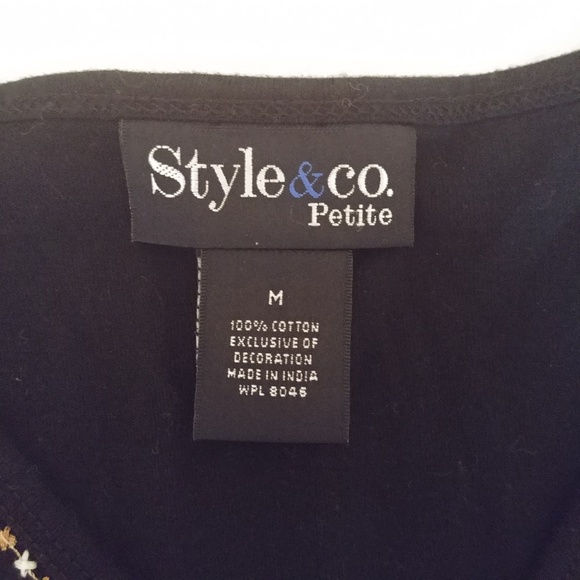 Style&co.
Petite
M
100% COTTON
EXCLUSIVE OF
DECORATION
MADE IN INDIA
WPL 8046